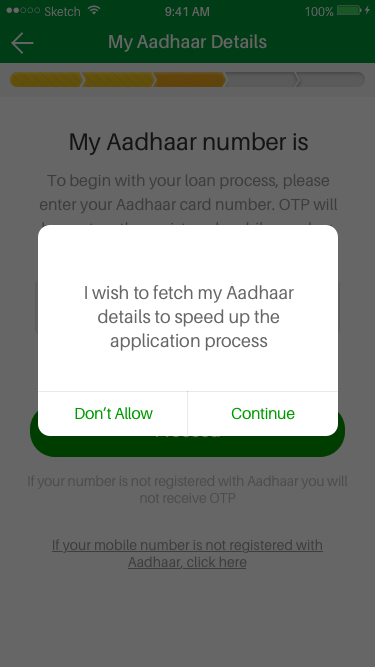 Sketch 9:41 AM 100%
My Aadhaar Details
My Aadhaar number is
To begin with your loan process, please
enter your Aadhaar card number. OTP will
I wish to fetch my Aadhaar
details to speed up the
application process
Don't Allow Continue
If your number is not registered with Aadhaar you will
not receive OTP.
If your mobile number is not registered with
Aadhaar, click here